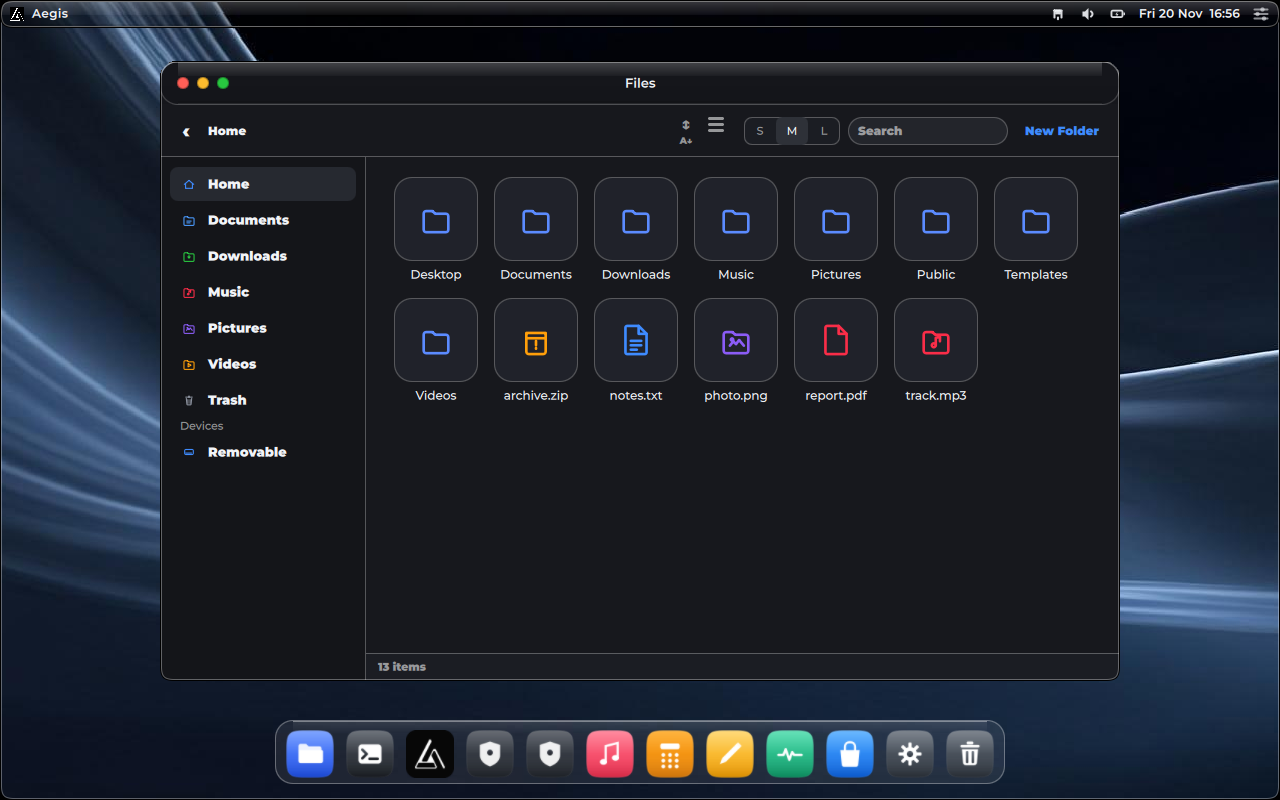 Aegis
Fri 20 Nov 16:56
Files
Home
A
S M L
Search
New Folder
Home
Documents
Downloads
Music
Pictures
Videos
Trash
Devices
Removable
Desktop Documents Downloads Music Pictures Public Templates
Videos archive.zip notes.txt photo.png report.pdf track.mp3
13 items